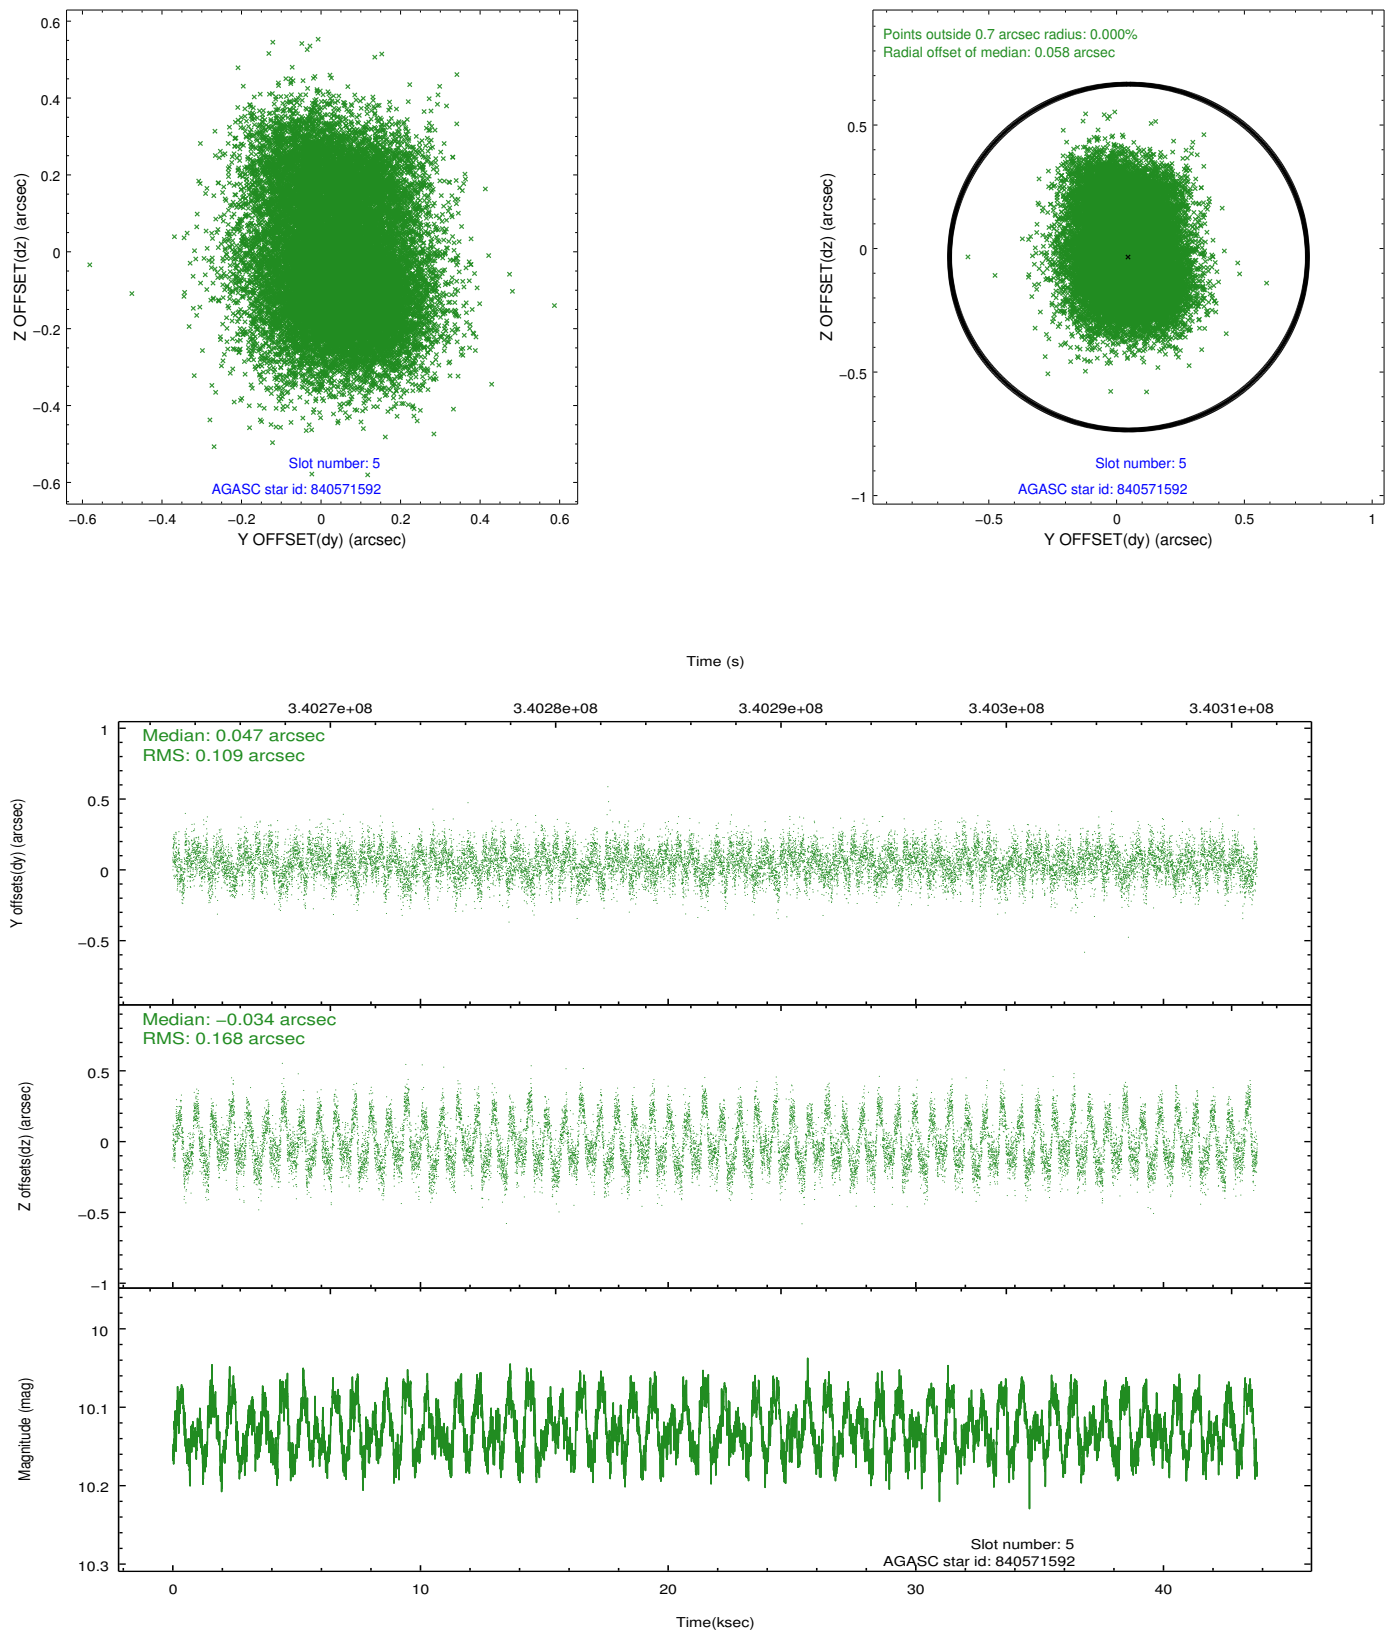 0.6
0.4
0.2
0
−0.2
−0.4
−0.6
Z OFFSET(dz) (arcsec)
Slot number: 5
AGASC star id: 840571592
−0.6 −0.4 −0.2 0 0.2 0.4 0.6
Y OFFSET(dy) (arcsec)
Points outside 0.7 arcsec radius: 0.000%
Radial offset of median: 0.058 arcsec
0.5
0
−0.5
−1
Z OFFSET(dz) (arcsec)
Slot number: 5
AGASC star id: 840571592
−0.5 0 0.5 1
Y OFFSET(dy) (arcsec)
Time (s)
3.4027e+08 3.4028e+08 3.4029e+08 3.403e+08 3.4031e+08
Median: 0.047 arcsec
RMS: 0.109 arcsec
1
0.5
0
−0.5
Y offsets(dy) (arcsec)
Median: −0.034 arcsec
RMS: 0.168 arcsec
0.5
0
−0.5
−1
Z offsets(dz) (arcsec)
10
10.1
10.2
10.3
Magnitude (mag)
Slot number: 5
AGASC star id: 840571592
0 10 20 30 40
Time(ksec)